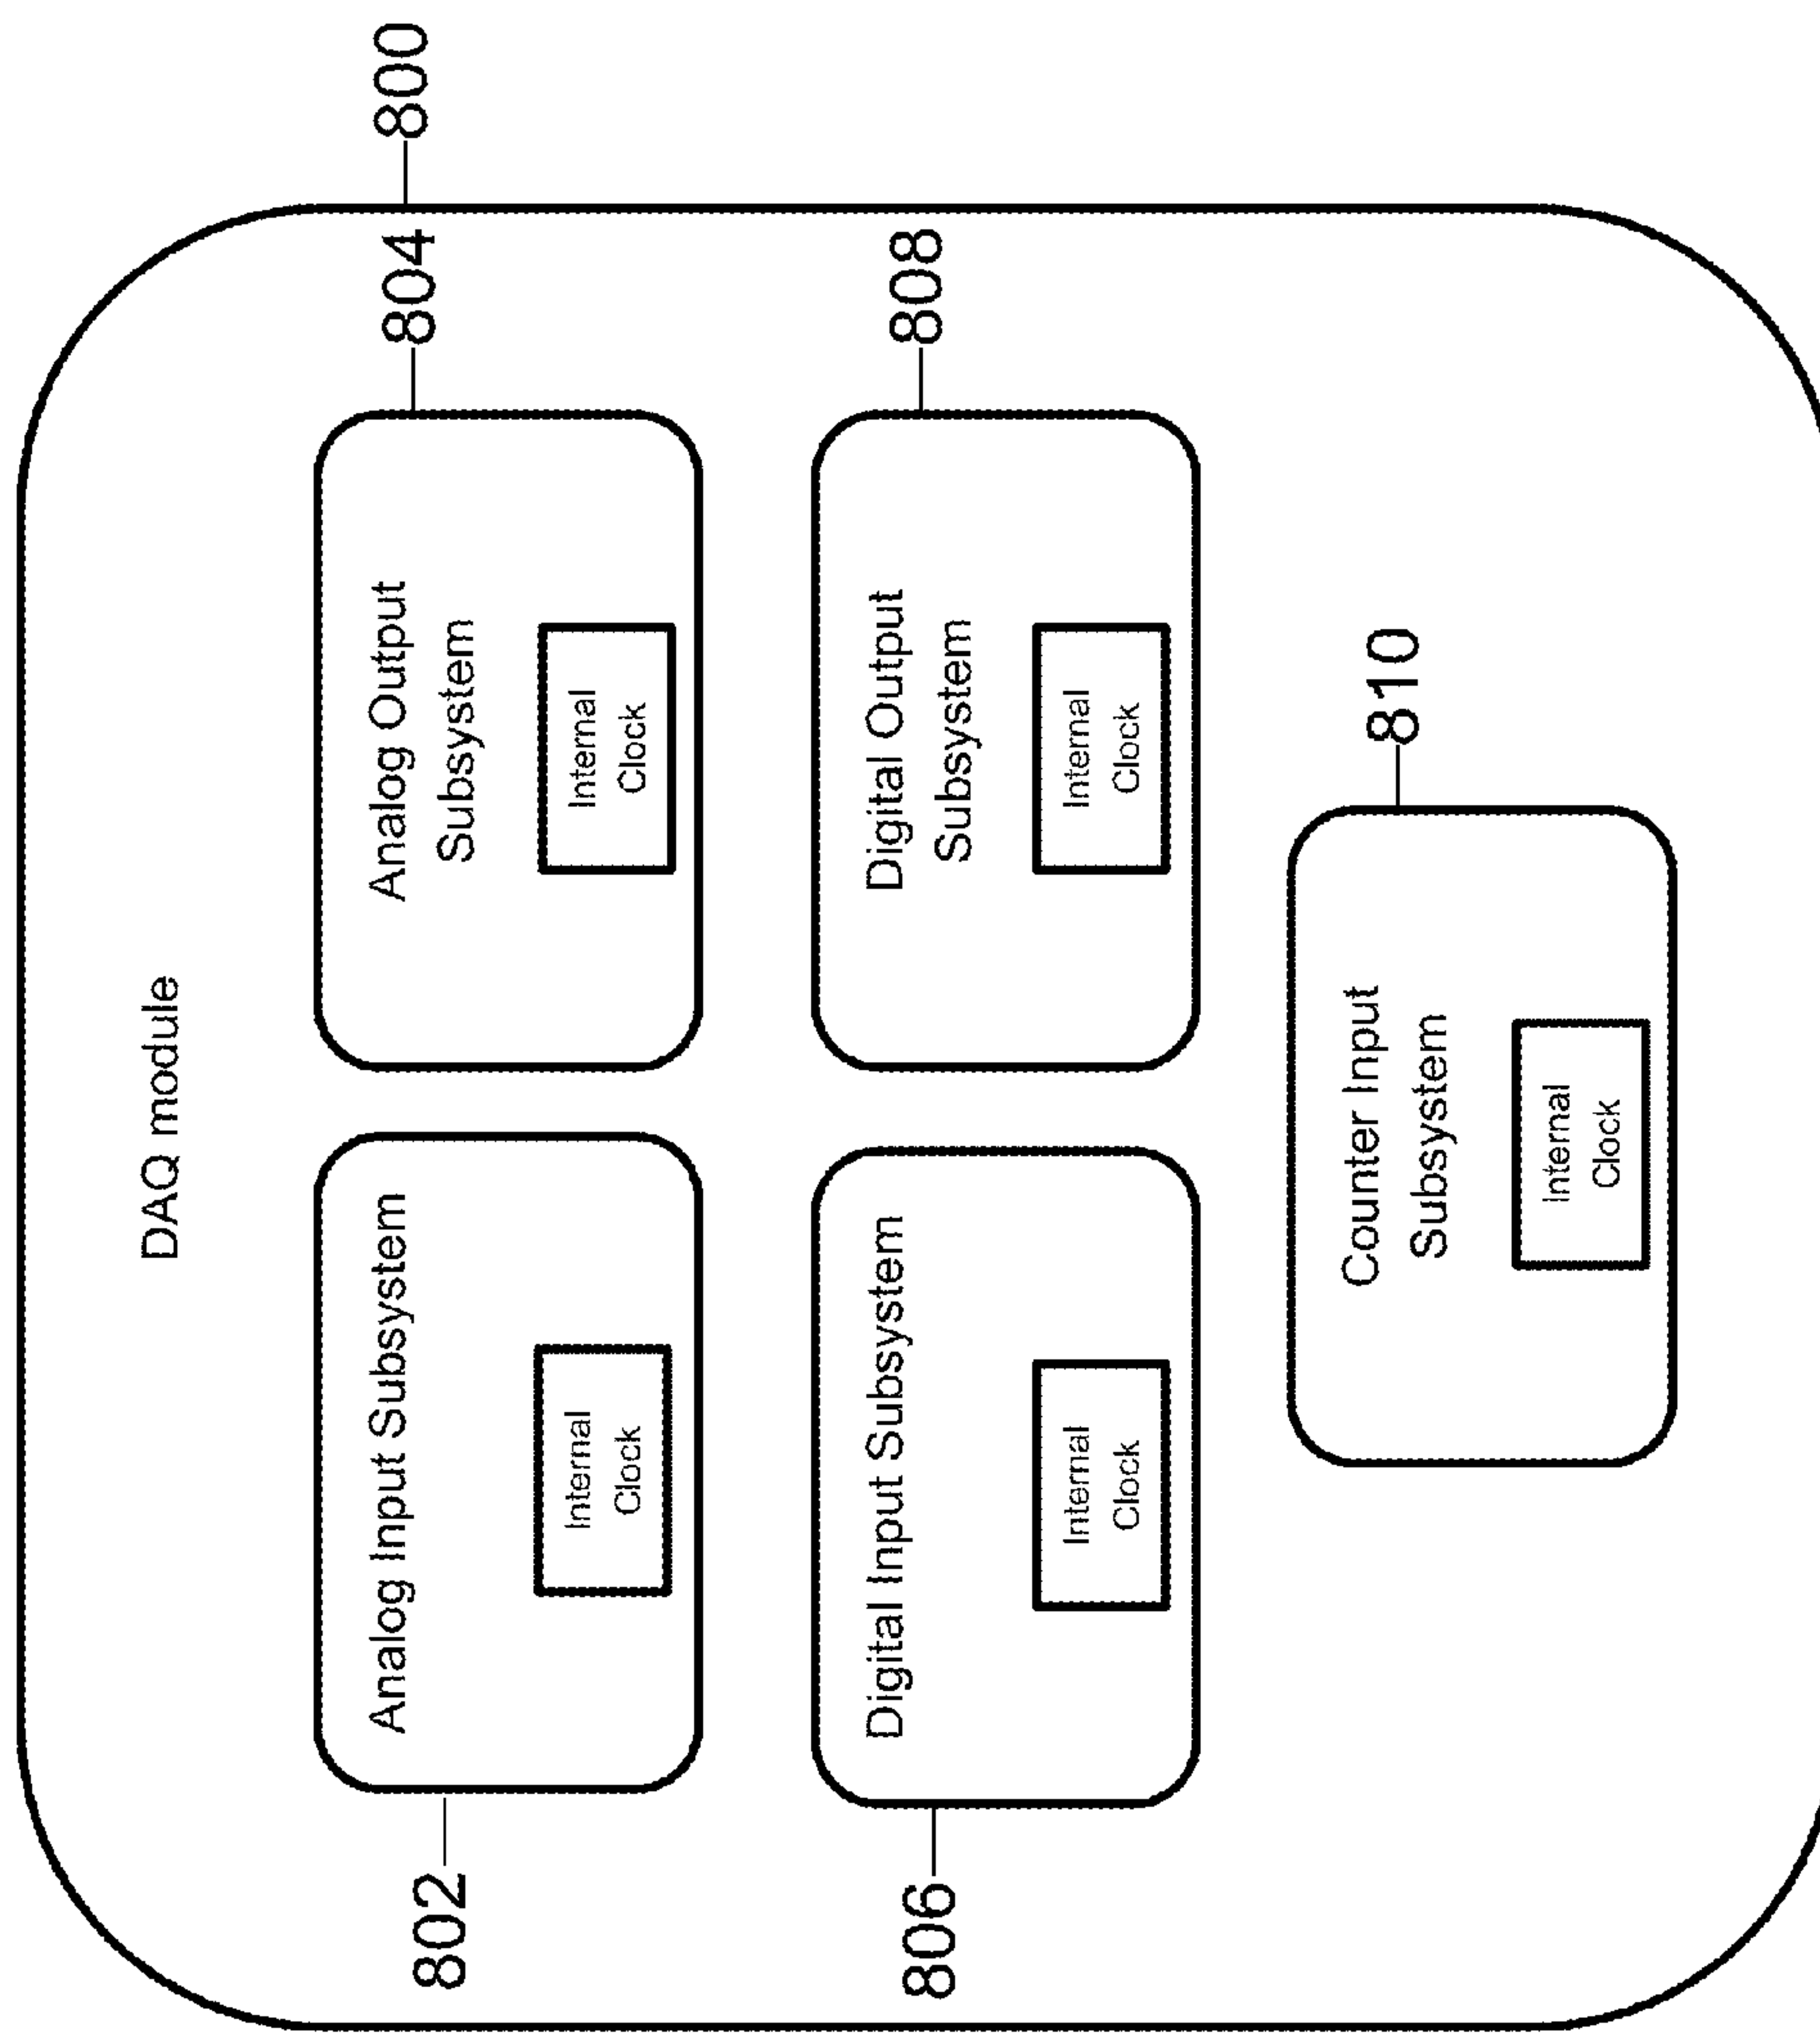 DAQ module
800
802
Analog Input Subsystem
Internal
Clock
804
Analog Output
Subsystem
Internal
Clock
806
Digital Input Subsystem
Internal
Clock
808
Digital Output
Subsystem
Internal
Clock
810
Counter Input
Subsystem
Internal
Clock